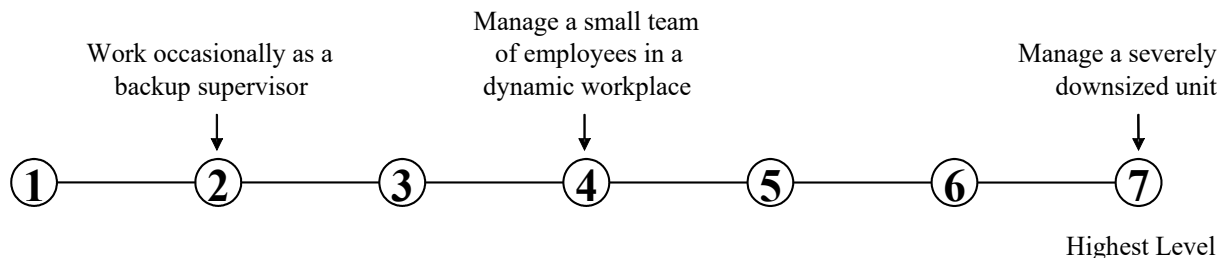 Work occasionally as a
backup supervisor
Manage a small team
of employees in a
dynamic workplace
Manage a severely
downsized unit
1 2 3 4 5 6 7
Highest Level